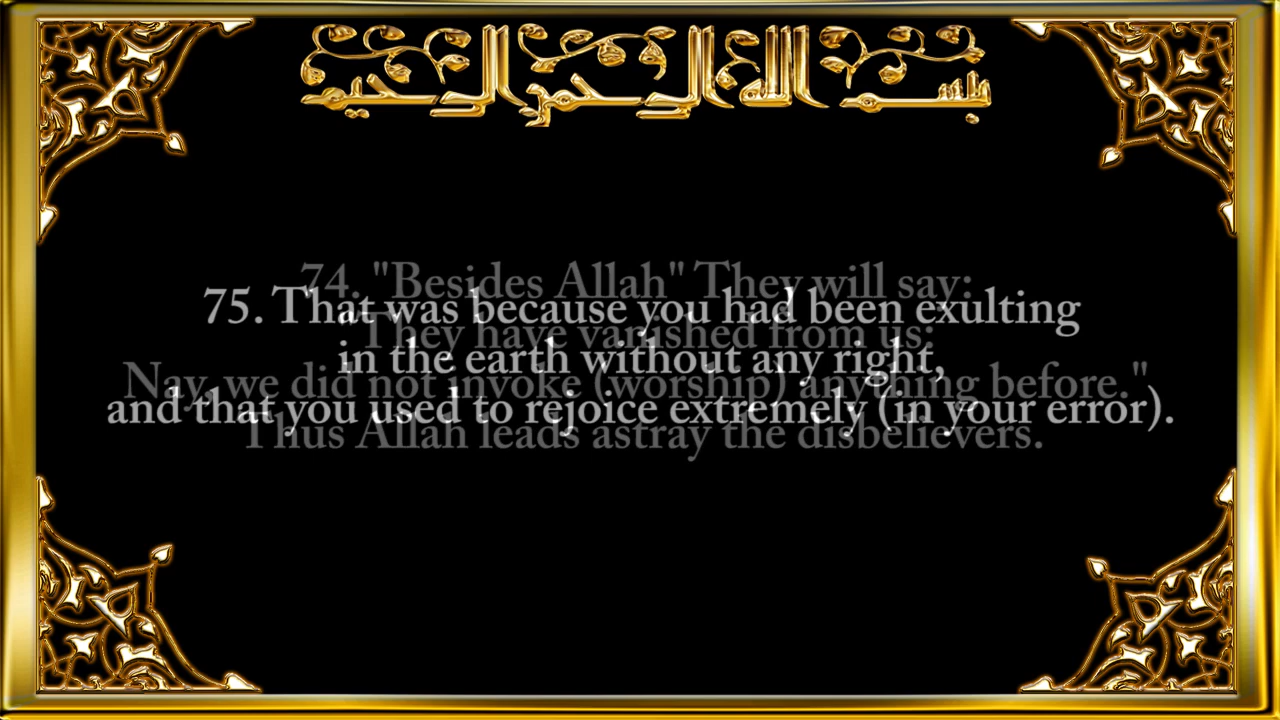 بسم الله الرحمن الرحيم
74. "Besides Allah" They will say:
They have vanished from us:
Nay, we did not invoke (worship) anything before."
Thus Allah leads astray the disbelievers.
75. That was because you had been exulting
in the earth without any right,
and that you used to rejoice extremely (in your error).